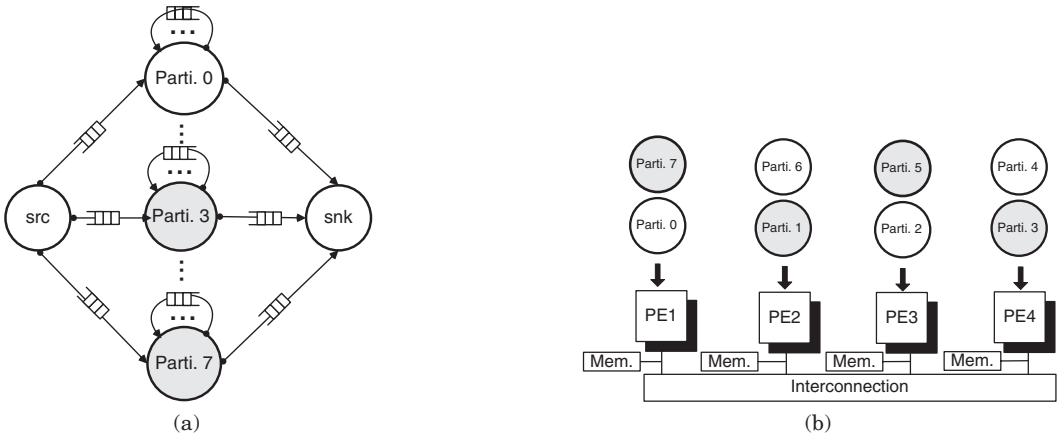 ...
Parti. 0
...
...
src
Parti. 3
snk
...
...
Parti. 7
(a)
Parti. 7
Parti. 6
Parti. 5
Parti. 4
Parti. 0
Parti. 1
Parti. 2
Parti. 3
PE1
PE2
PE3
PE4
Mem.
Mem.
Mem.
Mem.
Interconnection
(b)